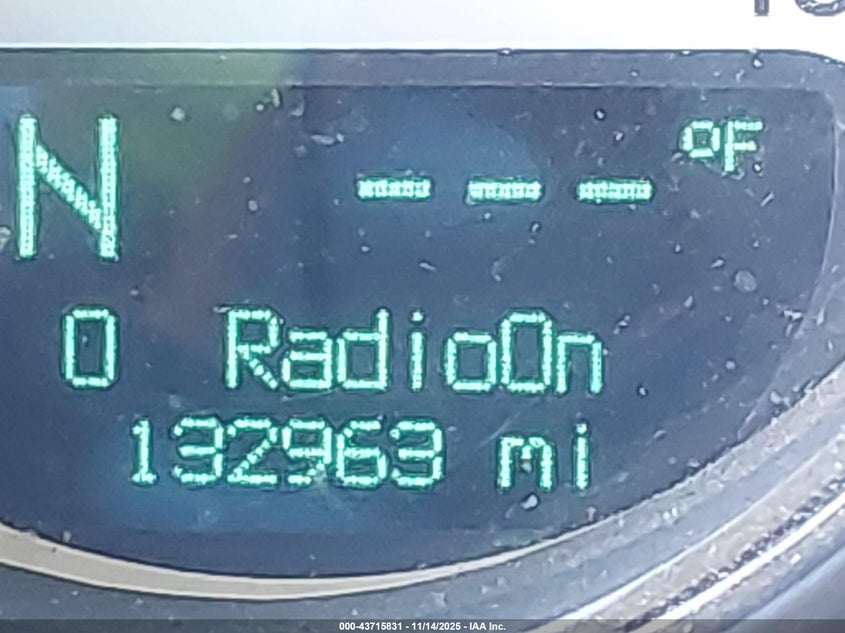 N --- °F
0 RadioOn
132963 mi
000-43715831 - 11/14/2025 - IAA Inc.